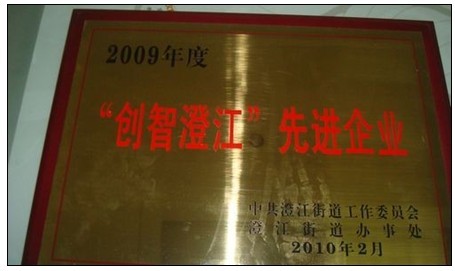 2009年度
“创智澄江”先进企业
中共澄江街道工作委员会
澄江街道办事处
2010年2月